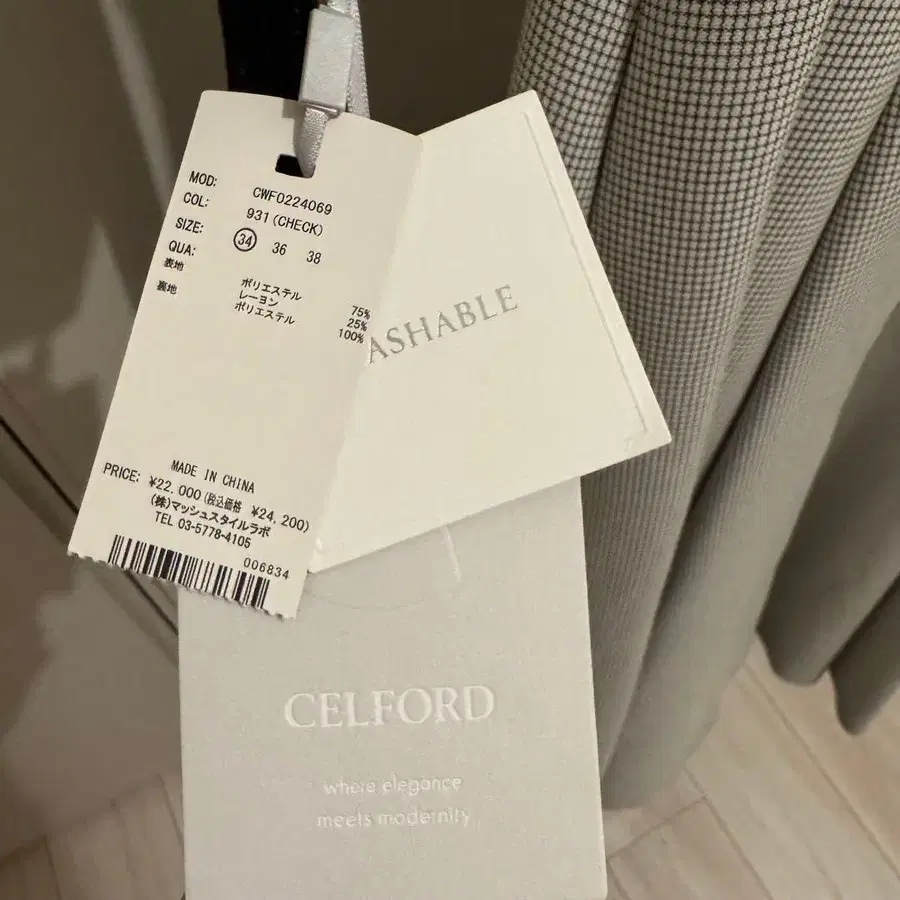 MOD: CWF0224069
COL: 931(CHECK)
SIZE: 34 36 38
QUA:
表地 ポリエステル 75%
レーヨン 25%
裏地 ポリエステル 100%
MADE IN CHINA
PRICE: ¥22,000(税込価格 ¥24,200)
(株)マッシュスタイルラボ
TEL 03-5778-4105
006834
ASHABLE
CELFORD
where elegance
meets modernity